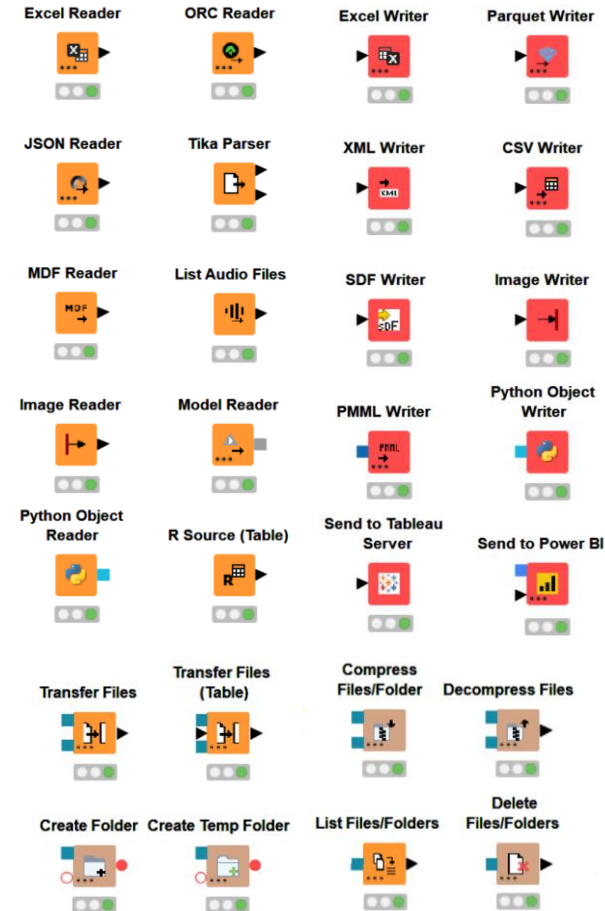 Excel Reader
ORC Reader
Excel Writer
Parquet Writer
JSON Reader
Tika Parser
XML Writer
XML
CSV Writer
MDF Reader
MDF
List Audio Files
SDF Writer
SDF
Image Writer
Image Reader
Model Reader
PMML Writer
PMML
Python Object
Writer
Python Object
Reader
R Source (Table)
R
Send to Tableau
Server
Send to Power BI
Transfer Files
Transfer Files
(Table)
Compress
Files/Folder
Decompress Files
Create Folder
Create Temp Folder
List Files/Folders
Delete
Files/Folders